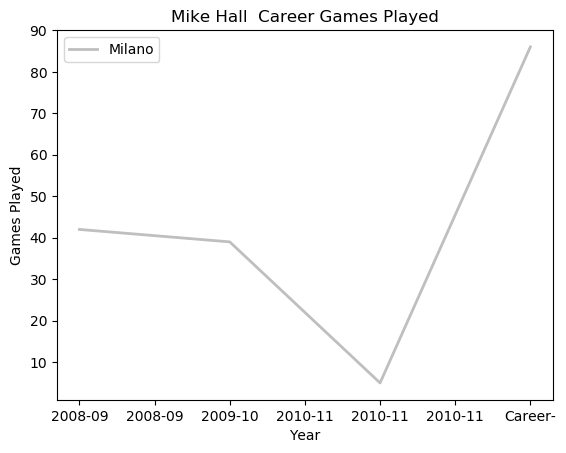 Mike Hall  Career Games Played
Milano
Games Played
90
80
70
60
50
40
30
20
10
2008-09 2008-09 2009-10 2010-11 2010-11 2010-11 Career-
Year